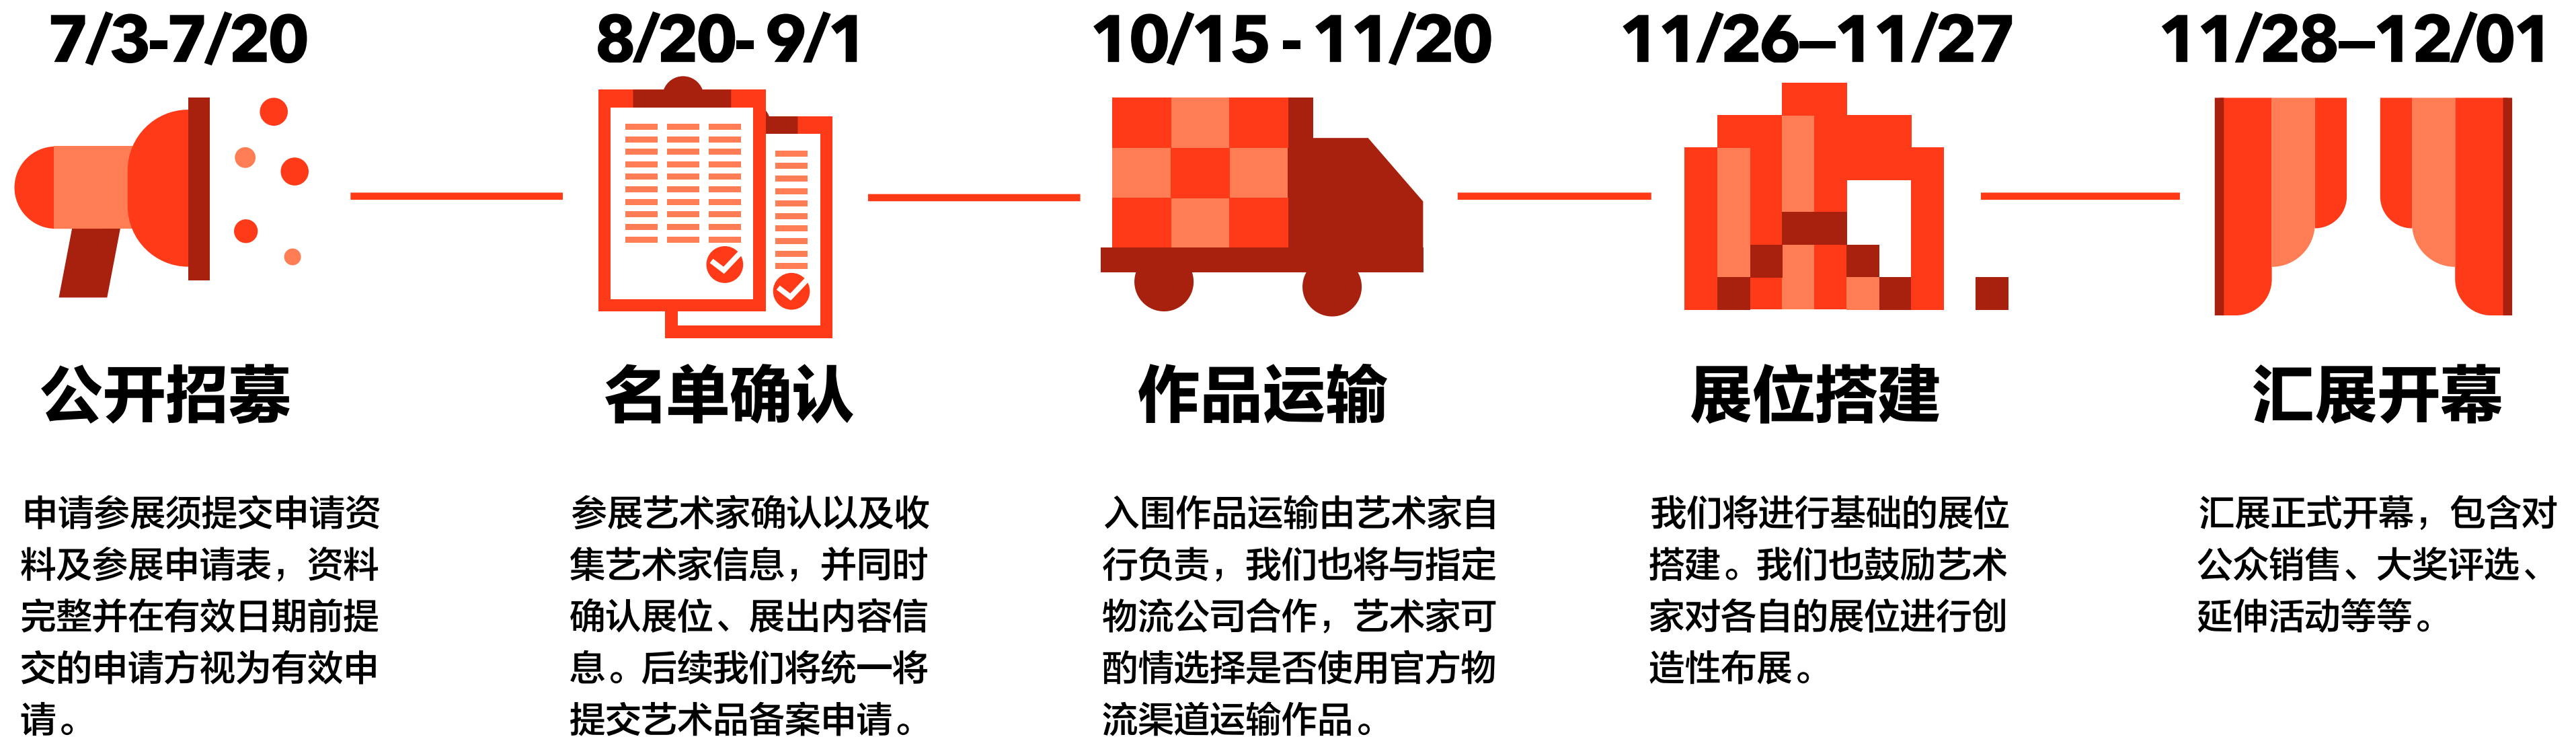 7/3-7/20
公开招募
申请参展须提交申请资
料及参展申请表，资料
完整并在有效日期前提
交的申请方视为有效申
请。
8/20- 9/1
名单确认
参展艺术家确认以及收
集艺术家信息，并同时
确认展位、展出内容信
息。后续我们将统一将
提交艺术品备案申请。
10/15 - 11/20
作品运输
入围作品运输由艺术家自
行负责，我们也将与指定
物流公司合作，艺术家可
酌情选择是否使用官方物
流渠道运输作品。
11/26—11/27
展位搭建
我们将进行基础的展位
搭建。我们也鼓励艺术
家对各自的展位进行创
造性布展。
11/28—12/01
汇展开幕
汇展正式开幕，包含对
公众销售、大奖评选、
延伸活动等等。